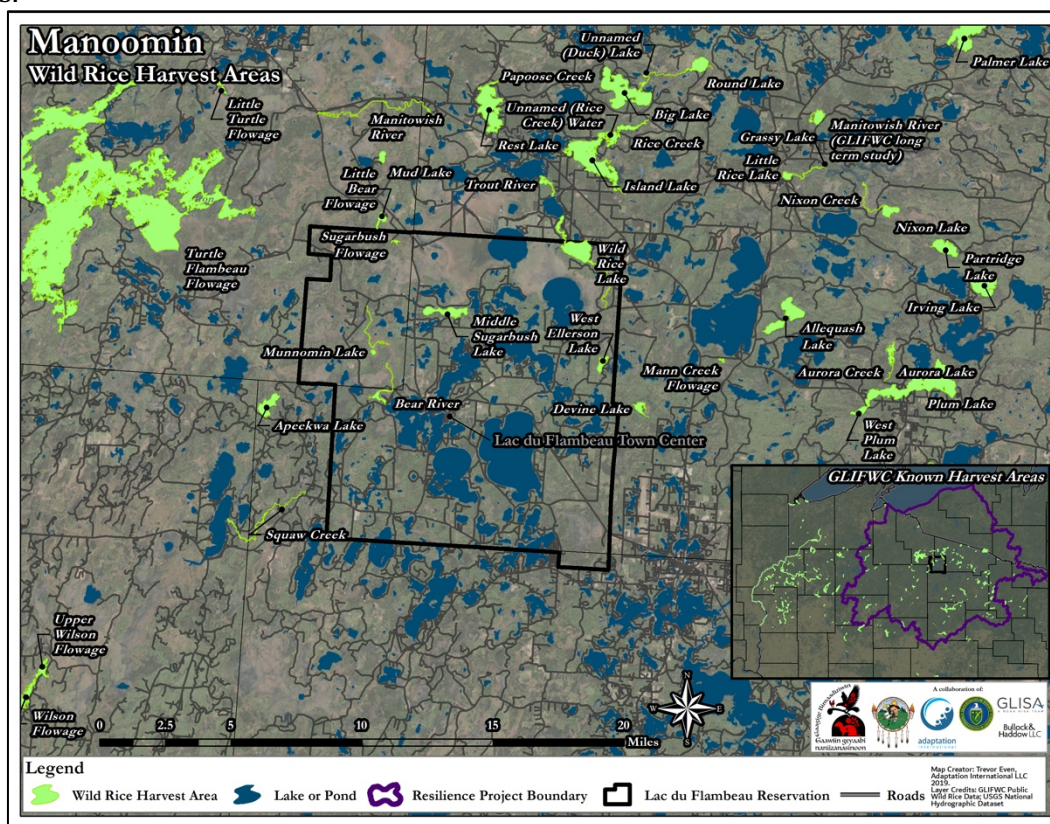 Manoomin
Wild Rice Harvest Areas
Little
Turtle
Flowage
Manitowish
River
Papoose Creek
Unnamed (Rice
Creek) Water
Rest Lake
Unnamed
(Duck) Lake
Round Lake
Big Lake
Rice Creek
Palmer Lake
Grassy Lake
Manitowish River
(GLIFWC long
term study)
Little
Rice Lake
Island Lake
Trout River
Mud Lake
Little
Bear
Flowage
Sugarbush
Flowage
Nixon Creek
Nixon Lake
Partridge
Lake
Irving Lake
Turtle
Flambeau
Flowage
Wild
Rice
Lake
Middle
Sugarbush
Lake
West
Ellerson
Lake
Allequash
Lake
Munnomin Lake
Mann Creek
Flowage
Aurora Creek
Aurora Lake
Plum Lake
West
Plum
Lake
Bear River
Devine Lake
Apeekwa Lake
Lac du Flambeau Town Center
Squaw Creek
GLIFWC Known Harvest Areas
Upper
Wilson
Flowage
Wilson
Flowage
0 2.5 5 10 15 20
Miles
N
W E
S
A collaboration of:
Gaawiin geyaabi
adaptation
international
GLISA
Bullock &
Haddow LLC
Legend
Wild Rice Harvest Area Lake or Pond Resilience Project Boundary Lac du Flambeau Reservation Roads
Map Creator: Trevor Even,
Adaptation International LLC
2019.
Layer Credits: GLIFWC Public
Wild Rice Data; USGS National
Hydrographic Dataset